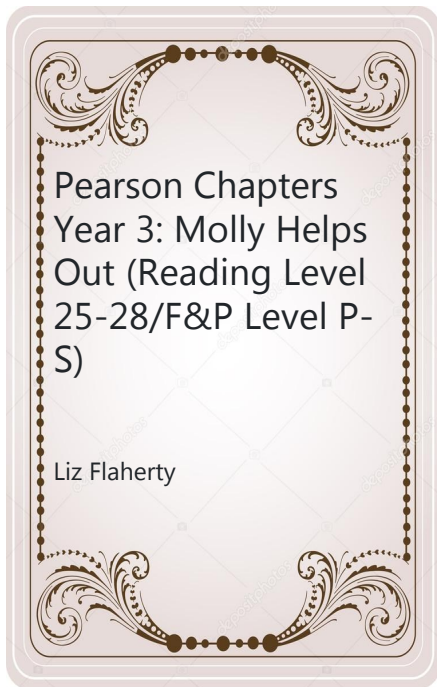 Pearson Chapters
Year 3: Molly Helps
Out (Reading Level
25-28/F&P Level P-
S)
Liz Flaherty